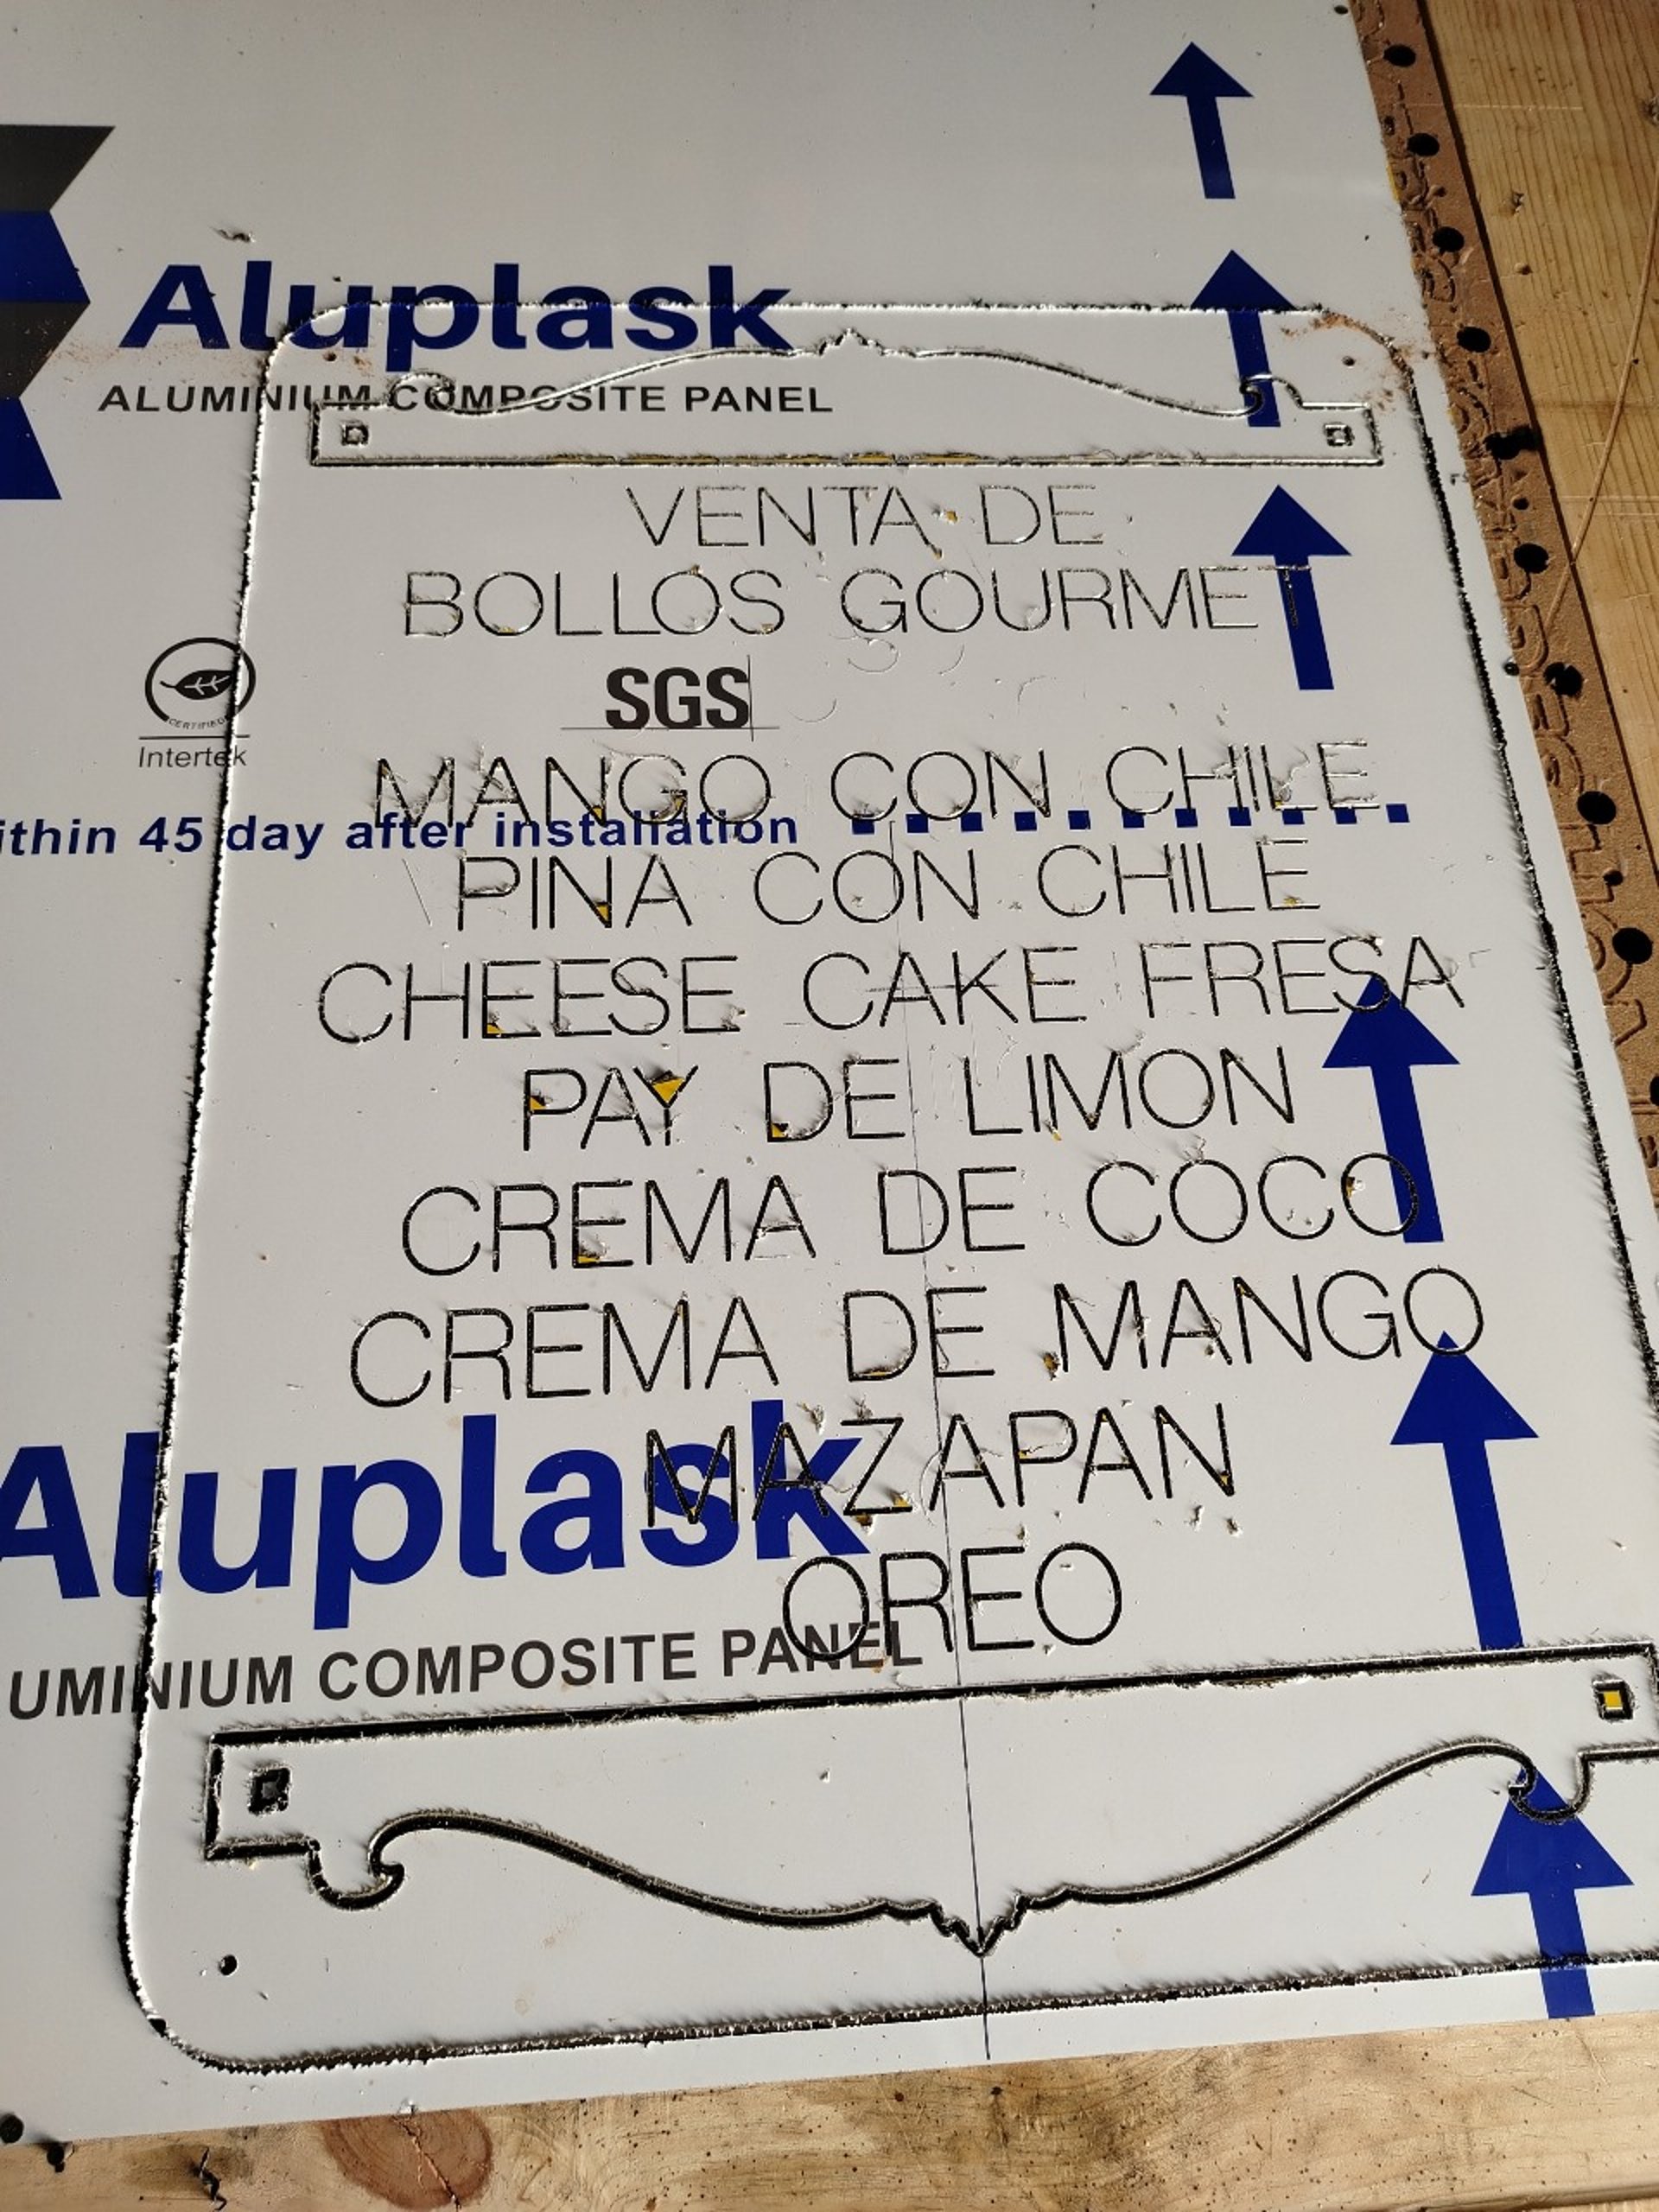 Aluplask
ALUMINIUM COMPOSITE PANEL
VENTA DE
BOLLOS GOURMET
SGS
CERTIFIED
Intertek
MANGO CON CHILE
ithin 45 day after installation
PINA CON CHILE
CHEESE CAKE FRESA
PAY DE LIMON
CREMA DE COCO
CREMA DE MANGO
Aluplask
MAZAPAN
OREO
UMINIUM COMPOSITE PANEL